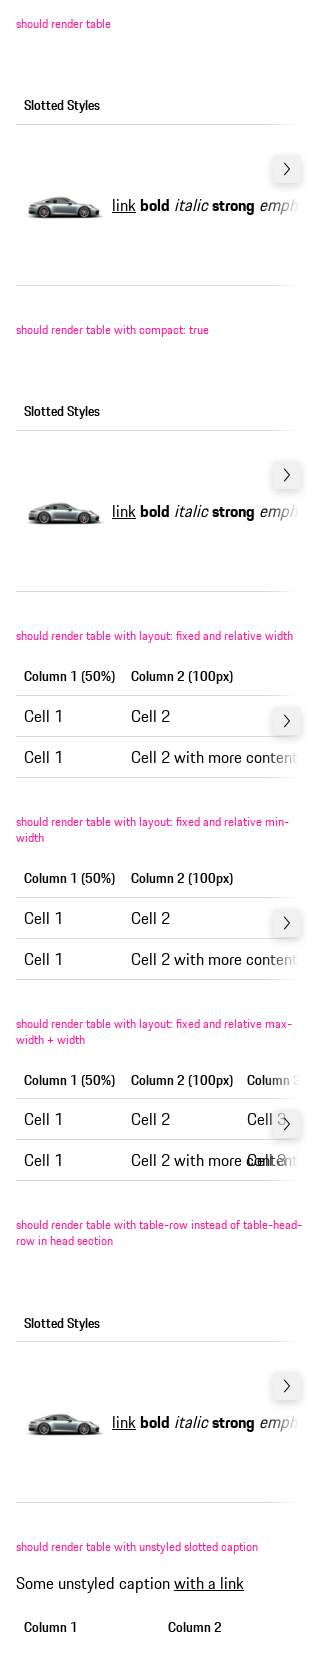 should render table
Slotted Styles
link bold italic strong emph
should render table with compact: true
Slotted Styles
link bold italic strong emph
should render table with layout: fixed and relative width
Column 1 (50%) Column 2 (100px)
Cell 1 Cell 2
Cell 1 Cell 2 with more content
should render table with layout: fixed and relative min-
width
Column 1 (50%) Column 2 (100px)
Cell 1 Cell 2
Cell 1 Cell 2 with more content
should render table with layout: fixed and relative max-
width + width
Column 1 (50%) Column 2 (100px) Column 3
Cell 1 Cell 2 Cell 3
Cell 1 Cell 2 with more content Cell 3
should render table with table-row instead of table-head-
row in head section
Slotted Styles
link bold italic strong emph
should render table with unstyled slotted caption
Some unstyled caption with a link
Column 1 Column 2